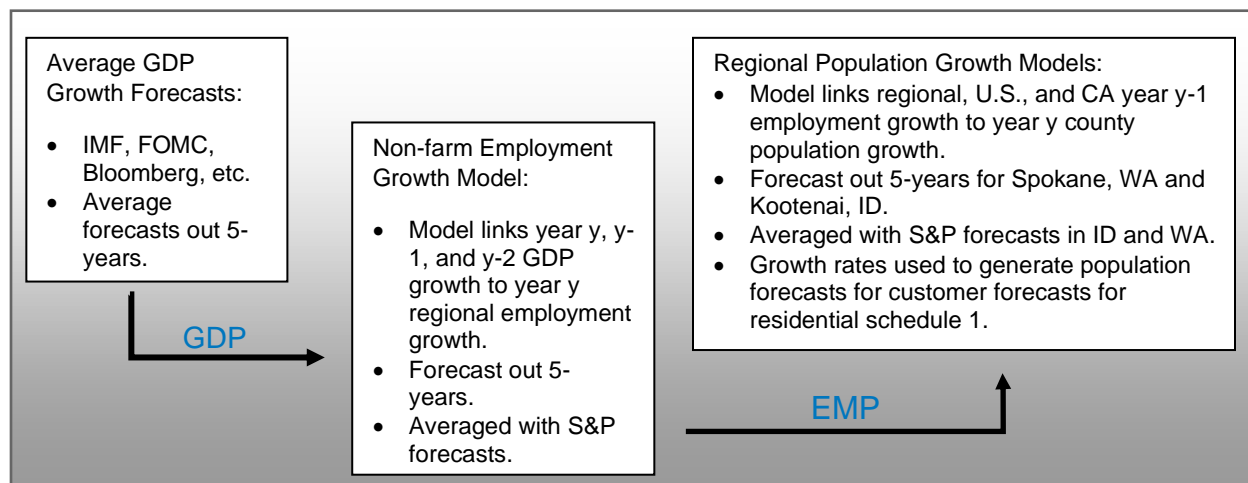 Average GDP
Growth Forecasts:
• IMF, FOMC,
Bloomberg, etc.
• Average
forecasts out 5-
years.
GDP
Non-farm Employment
Growth Model:
• Model links year y, y-
1, and y-2 GDP
growth to year y
regional employment
growth.
• Forecast out 5-
years.
• Averaged with S&P
forecasts.
EMP
Regional Population Growth Models:
• Model links regional, U.S., and CA year y-1
employment growth to year y county
population growth.
• Forecast out 5-years for Spokane, WA and
Kootenai, ID.
• Averaged with S&P forecasts in ID and WA.
• Growth rates used to generate population
forecasts for customer forecasts for
residential schedule 1.